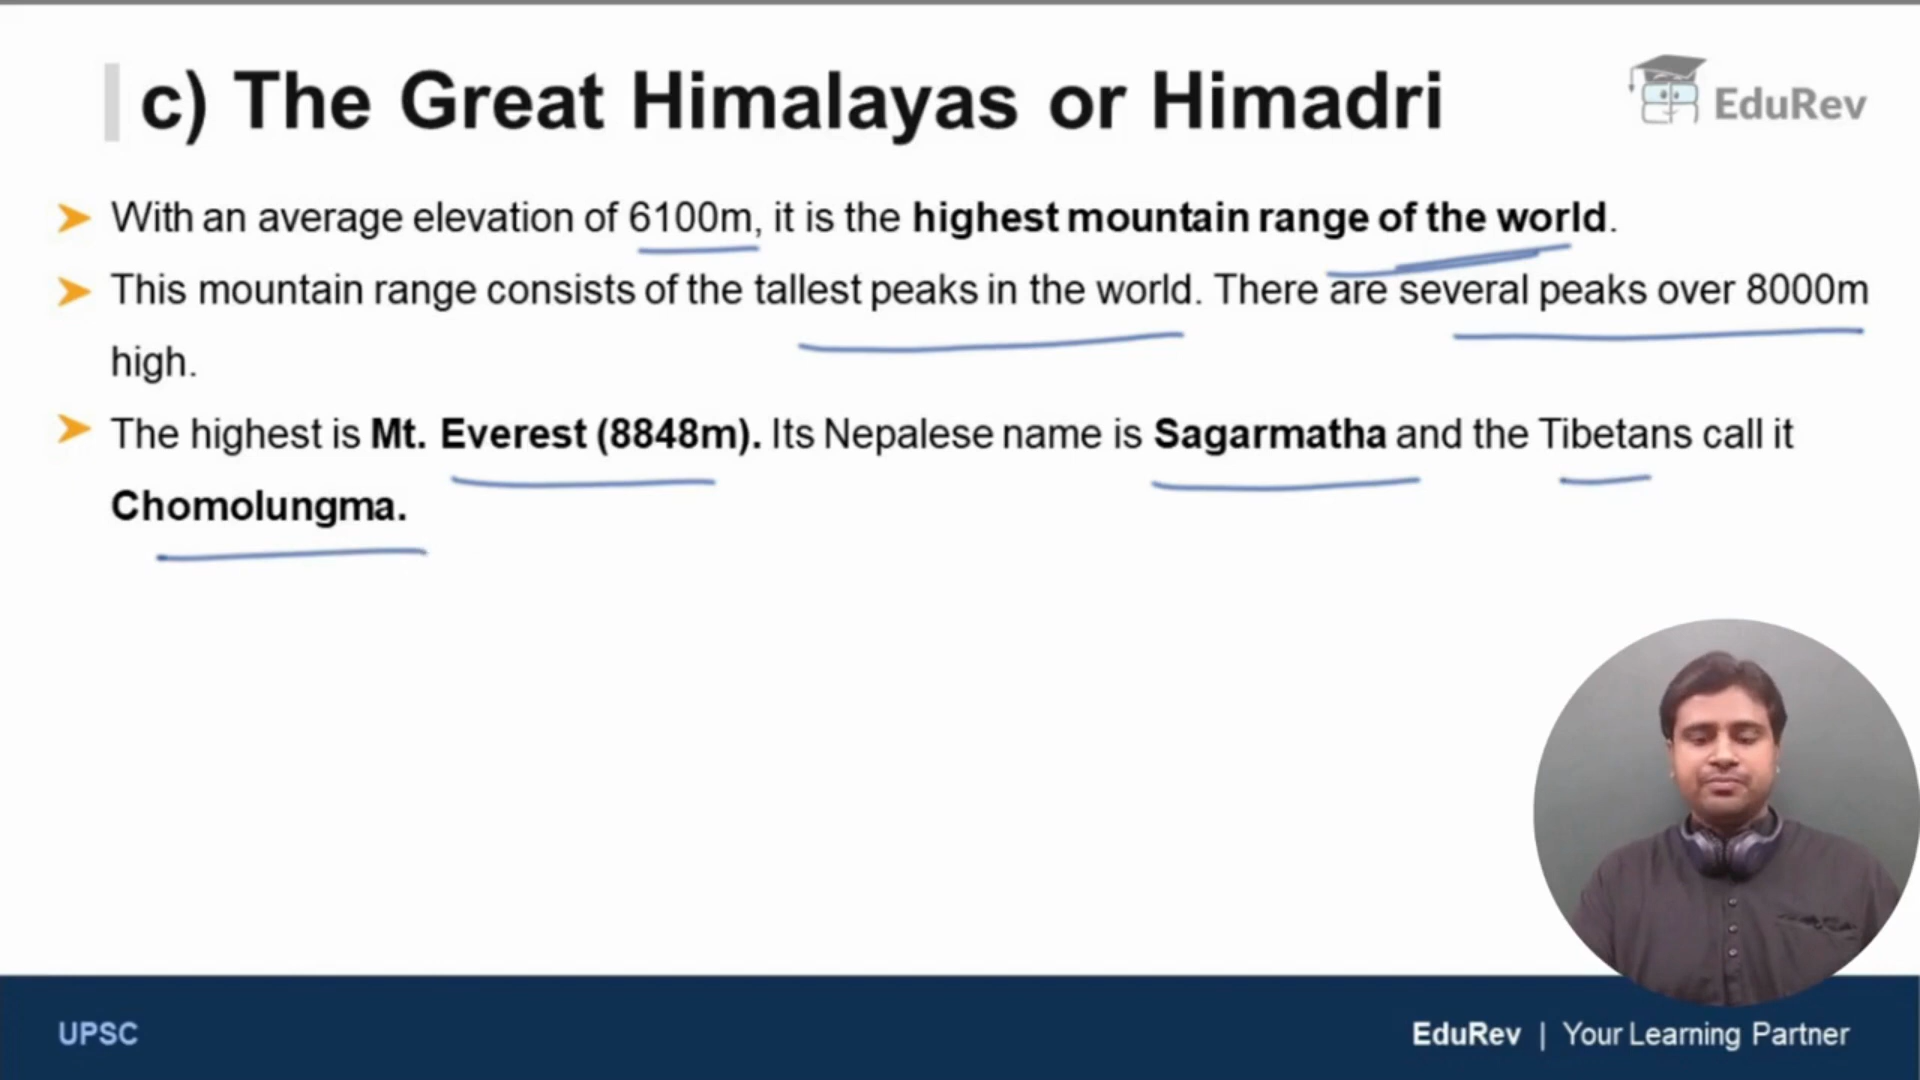 c) The Great Himalayas or Himadri
EduRev
With an average elevation of 6100m, it is the highest mountain range of the world.
This mountain range consists of the tallest peaks in the world. There are several peaks over 8000m
high.
The highest is Mt. Everest (8848m). Its Nepalese name is Sagarmatha and the Tibetans call it
Chomolungma.
UPSC
EduRev | Your Learning Partner